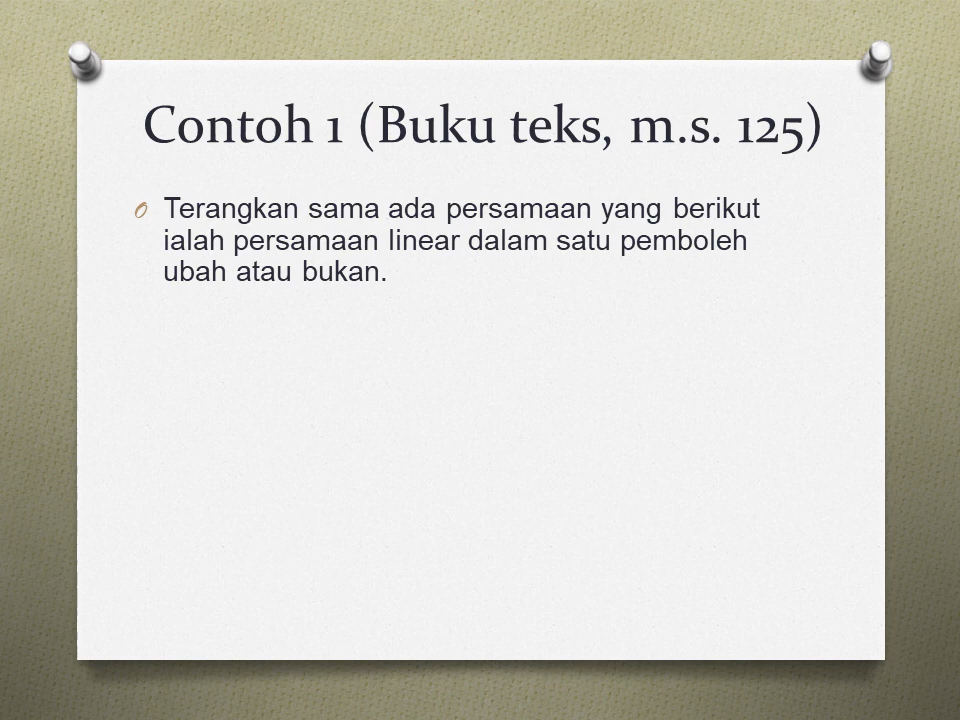 Contoh 1 (Buku teks, m.s. 125)
Terangkan sama ada persamaan yang berikut
ialah persamaan linear dalam satu pemboleh
ubah atau bukan.